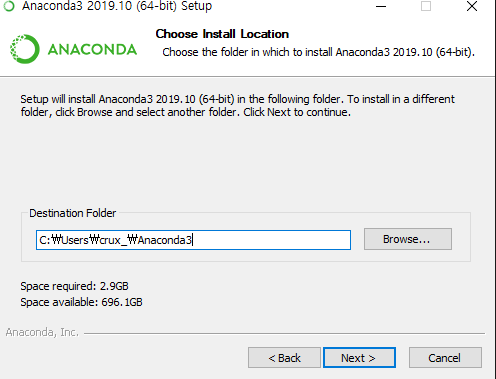 Anaconda3 2019.10 (64-bit) Setup
ANACONDA
Choose Install Location
Choose the folder in which to install Anaconda3 2019.10 (64-bit).
Setup will install Anaconda3 2019.10 (64-bit) in the following folder. To install in a different
folder, click Browse and select another folder. Click Next to continue.
Destination Folder
C:₩Users₩crux_₩Anaconda3
Browse...
Space required: 2.9GB
Space available: 696.1GB
Anaconda, Inc.
< Back
Next >
Cancel